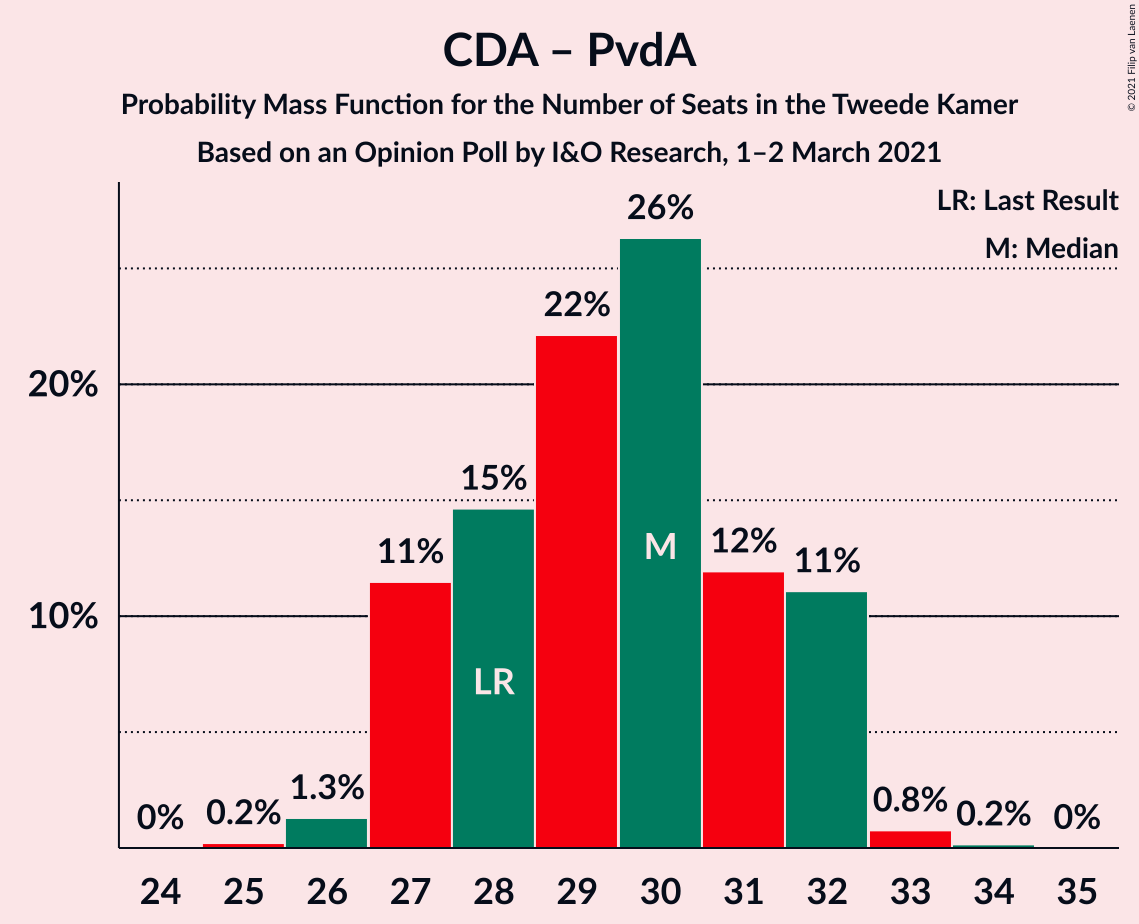 CDA – PvdA
Probability Mass Function for the Number of Seats in the Tweede Kamer
Based on an Opinion Poll by I&O Research, 1–2 March 2021
© 2021 Filip van Laenen
LR: Last Result
M: Median
20%
10%
0%
0.2%
1.3%
11%
15%
22%
26%
12%
11%
0.8%
0.2%
0%
LR
M
24 25 26 27 28 29 30 31 32 33 34 35